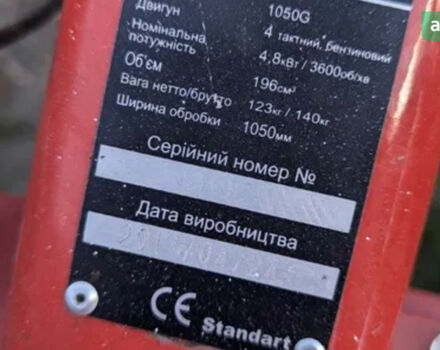 Двигун 1050G
Номінальна потужність 4 тактний, бензиновий
4,8кВт / 3600об/хв
Об'єм 196см³
Вага нетто/брутто 123кг / 140кг
Ширина обробки 1050мм
Серійний номер №
Дата виробництва
CE Standart